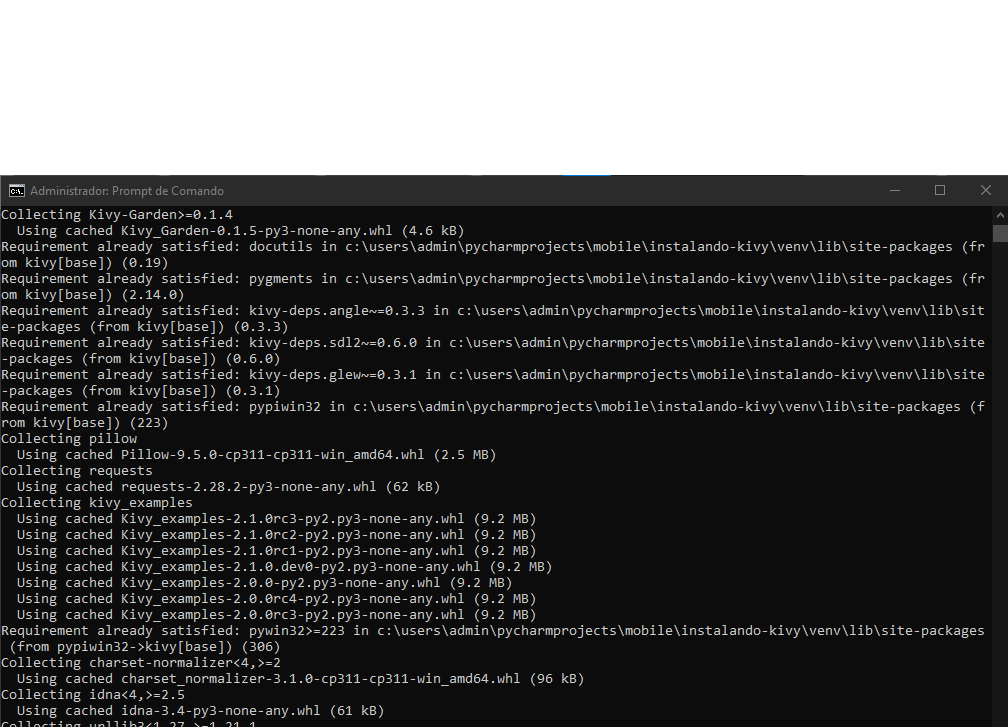 Administrador: Prompt de Comando
Collecting Kivy-Garden>=0.1.4
  Using cached Kivy_Garden-0.1.5-py3-none-any.whl (4.6 kB)
Requirement already satisfied: docutils in c:\users\admin\pycharmprojects\mobile\instalando-kivy\venv\lib\site-packages (fr
om kivy[base]) (0.19)
Requirement already satisfied: pygments in c:\users\admin\pycharmprojects\mobile\instalando-kivy\venv\lib\site-packages (fr
om kivy[base]) (2.14.0)
Requirement already satisfied: kivy-deps.angle~=0.3.3 in c:\users\admin\pycharmprojects\mobile\instalando-kivy\venv\lib\sit
e-packages (from kivy[base]) (0.3.3)
Requirement already satisfied: kivy-deps.sdl2~=0.6.0 in c:\users\admin\pycharmprojects\mobile\instalando-kivy\venv\lib\site
-packages (from kivy[base]) (0.6.0)
Requirement already satisfied: kivy-deps.glew~=0.3.1 in c:\users\admin\pycharmprojects\mobile\instalando-kivy\venv\lib\site
-packages (from kivy[base]) (0.3.1)
Requirement already satisfied: pypiwin32 in c:\users\admin\pycharmprojects\mobile\instalando-kivy\venv\lib\site-packages (f
rom kivy[base]) (223)
Collecting pillow
  Using cached Pillow-9.5.0-cp311-cp311-win_amd64.whl (2.5 MB)
Collecting requests
  Using cached requests-2.28.2-py3-none-any.whl (62 kB)
Collecting kivy_examples
  Using cached Kivy_examples-2.1.0rc3-py2.py3-none-any.whl (9.2 MB)
  Using cached Kivy_examples-2.1.0rc2-py2.py3-none-any.whl (9.2 MB)
  Using cached Kivy_examples-2.1.0rc1-py2.py3-none-any.whl (9.2 MB)
  Using cached Kivy_examples-2.1.0.dev0-py2.py3-none-any.whl (9.2 MB)
  Using cached Kivy_examples-2.0.0-py2.py3-none-any.whl (9.2 MB)
  Using cached Kivy_examples-2.0.0rc4-py2.py3-none-any.whl (9.2 MB)
  Using cached Kivy_examples-2.0.0rc3-py2.py3-none-any.whl (9.2 MB)
Requirement already satisfied: pywin32>=223 in c:\users\admin\pycharmprojects\mobile\instalando-kivy\venv\lib\site-packages
 (from pypiwin32->kivy[base]) (306)
Collecting charset-normalizer<4,>=2
  Using cached charset_normalizer-3.1.0-cp311-cp311-win_amd64.whl (96 kB)
Collecting idna<4,>=2.5
  Using cached idna-3.4-py3-none-any.whl (61 kB)
Collecting urllib3<1.27,>=1.21.1